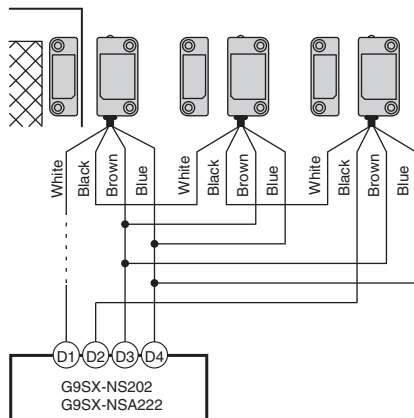 White
Black
Brown
Blue
White
Black
Brown
Blue
White
Black
Brown
Blue
D1 D2 D3 D4
G9SX-NS202
G9SX-NSA222